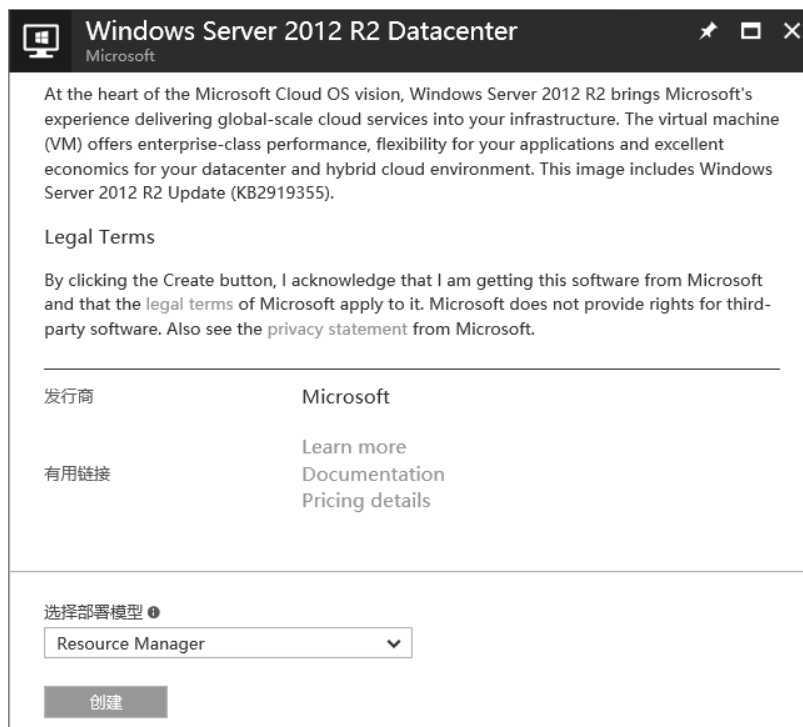 Windows Server 2012 R2 Datacenter
Microsoft
At the heart of the Microsoft Cloud OS vision, Windows Server 2012 R2 brings Microsoft's
experience delivering global-scale cloud services into your infrastructure. The virtual machine
(VM) offers enterprise-class performance, flexibility for your applications and excellent
economics for your datacenter and hybrid cloud environment. This image includes Windows
Server 2012 R2 Update (KB2919355).
Legal Terms
By clicking the Create button, I acknowledge that I am getting this software from Microsoft
and that the legal terms of Microsoft apply to it. Microsoft does not provide rights for third-
party software. Also see the privacy statement from Microsoft.
发行商 Microsoft
Learn more
有用链接 Documentation
Pricing details
选择部署模型
Resource Manager
创建